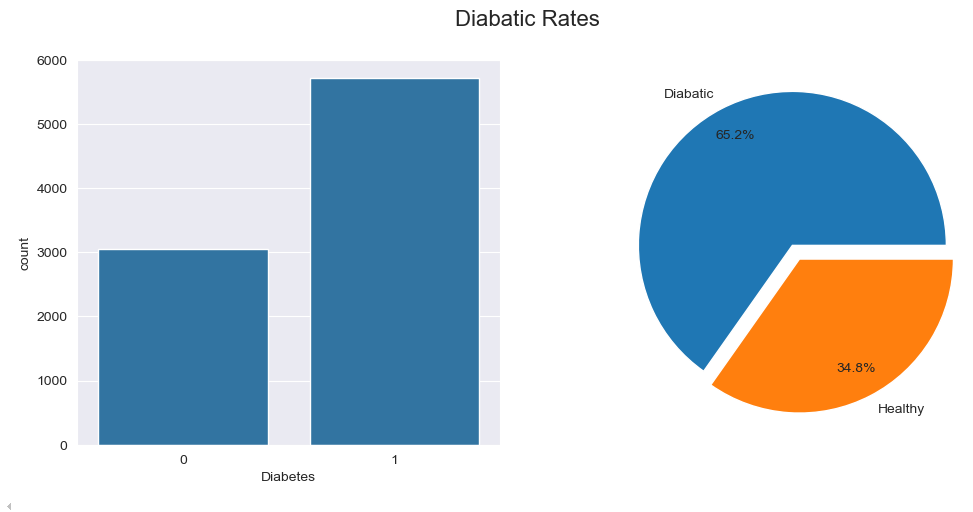 Diabatic Rates
6000
5000
4000
3000
2000
1000
0
count
0
1
Diabetes
Diabatic
65.2%
34.8%
Healthy